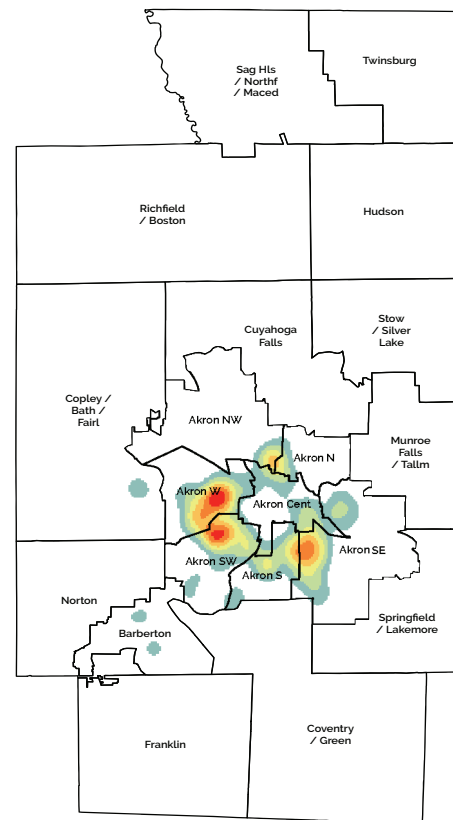 Twinsburg
Sag Hls
/ Northf
/ Maced
Richfield
/ Boston
Hudson
Stow
/ Silver
Lake
Cuyahoga
Falls
Copley /
Bath /
Fairl
Akron NW
Munroe
Falls
/ Tallm
Akron N
Akron W
Akron Cent
Akron SE
Akron SW
Akron S
Norton
Springfield
/ Lakemore
Barberton
Coventry
/ Green
Franklin